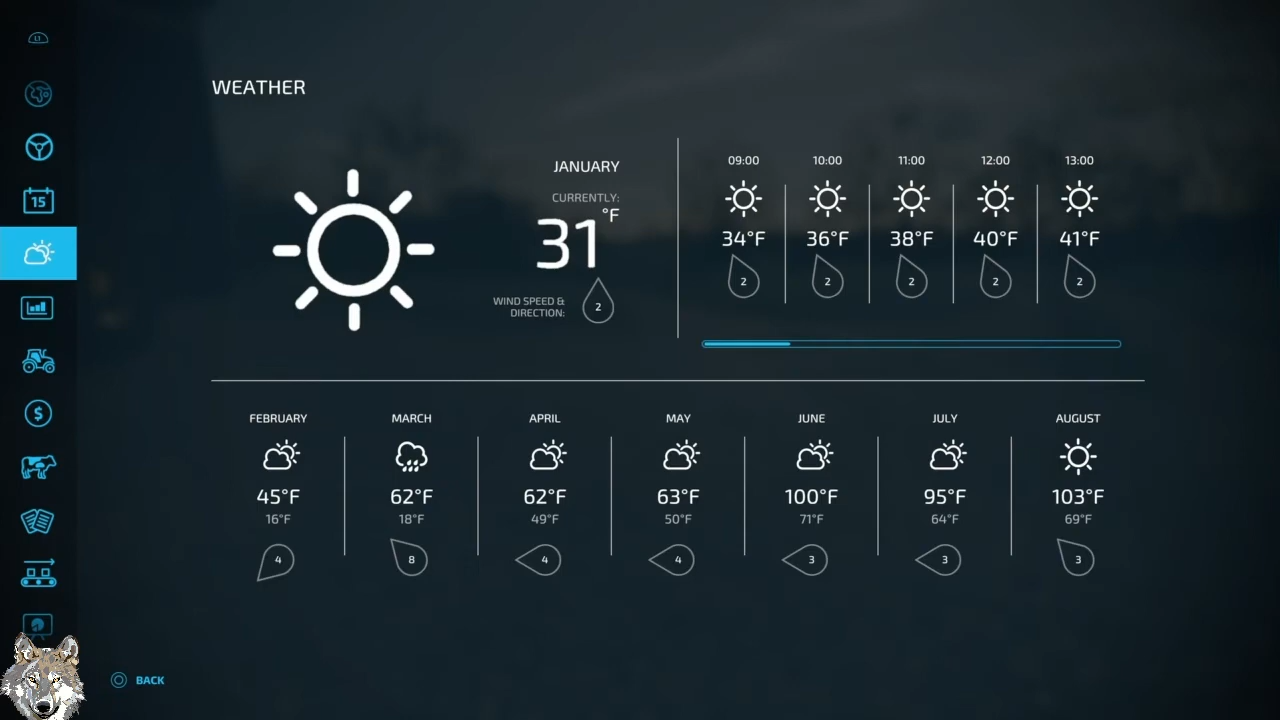 L1
WEATHER
15
JANUARY
CURRENTLY:
31 °F
WIND SPEED &
DIRECTION:
2
09:00 10:00 11:00 12:00 13:00
34°F 36°F 38°F 40°F 41°F
2 2 2 2 2
FEBRUARY MARCH APRIL MAY JUNE JULY AUGUST
45°F 62°F 62°F 63°F 100°F 95°F 103°F
16°F 18°F 49°F 50°F 71°F 64°F 69°F
4 8 4 4 3 3 3
$
BACK